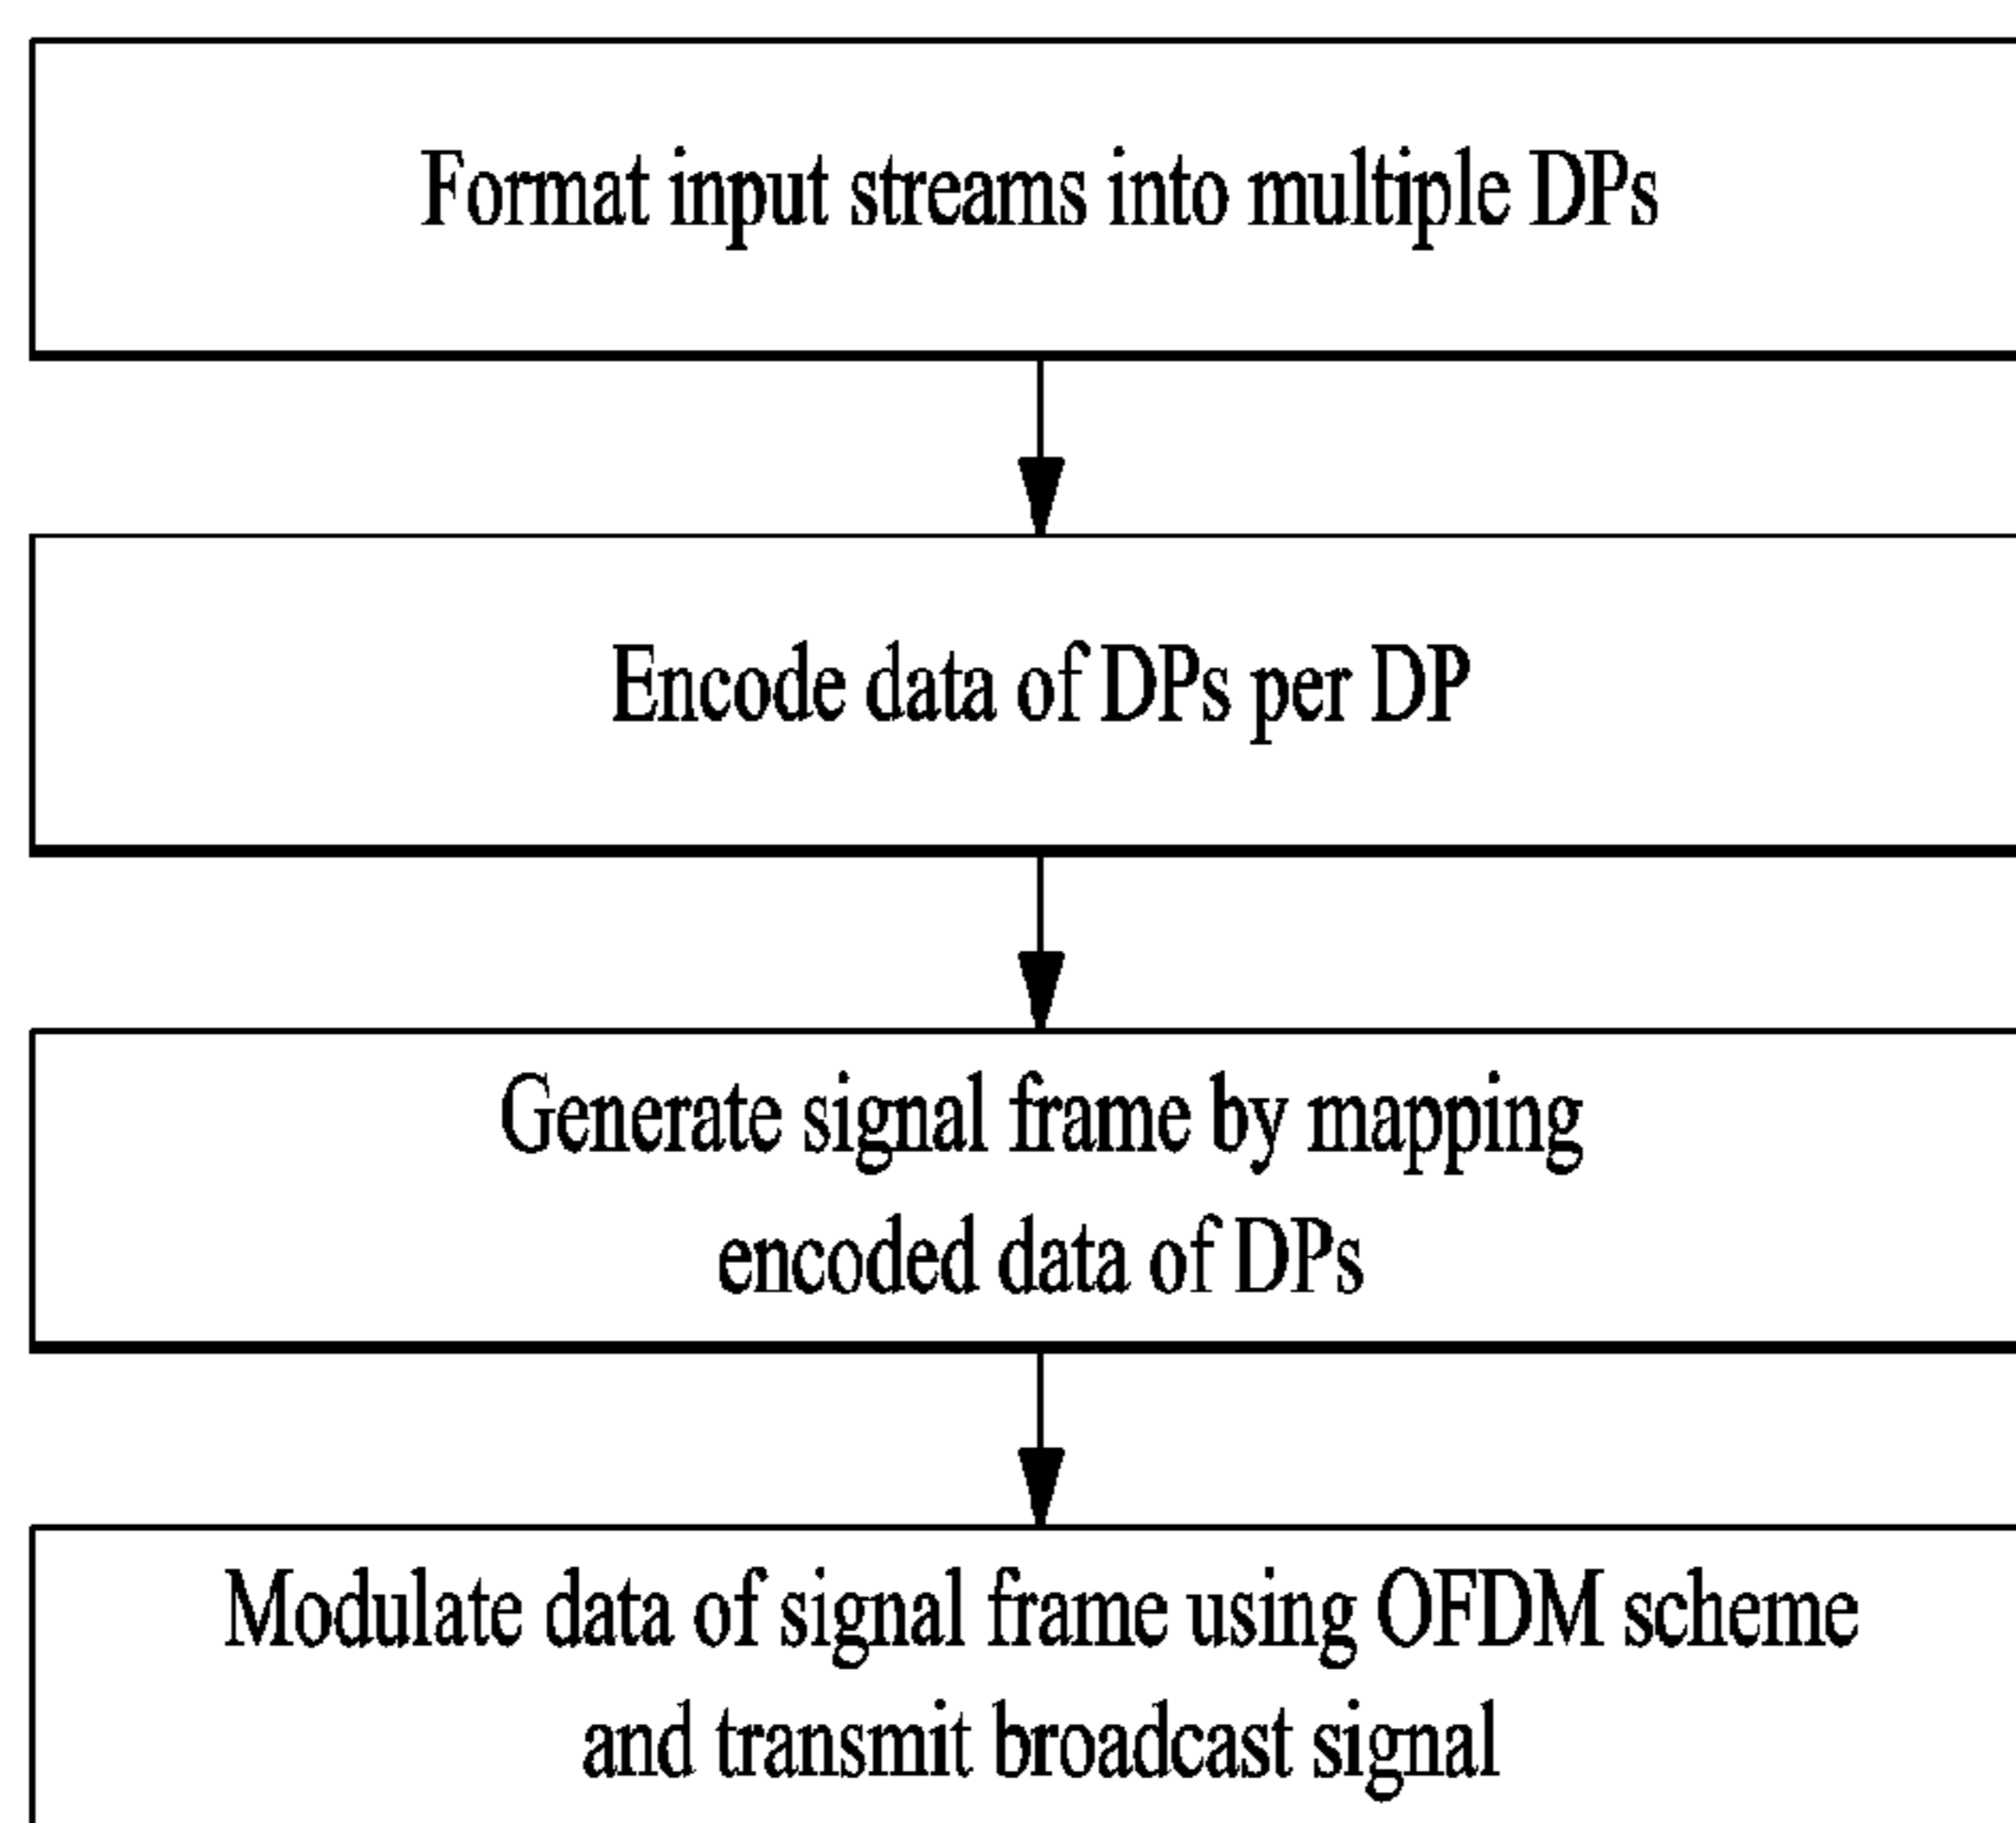 Format input streams into multiple DPs
Encode data of DPs per DP
Generate signal frame by mapping
encoded data of DPs
Modulate data of signal frame using OFDM scheme
and transmit broadcast signal